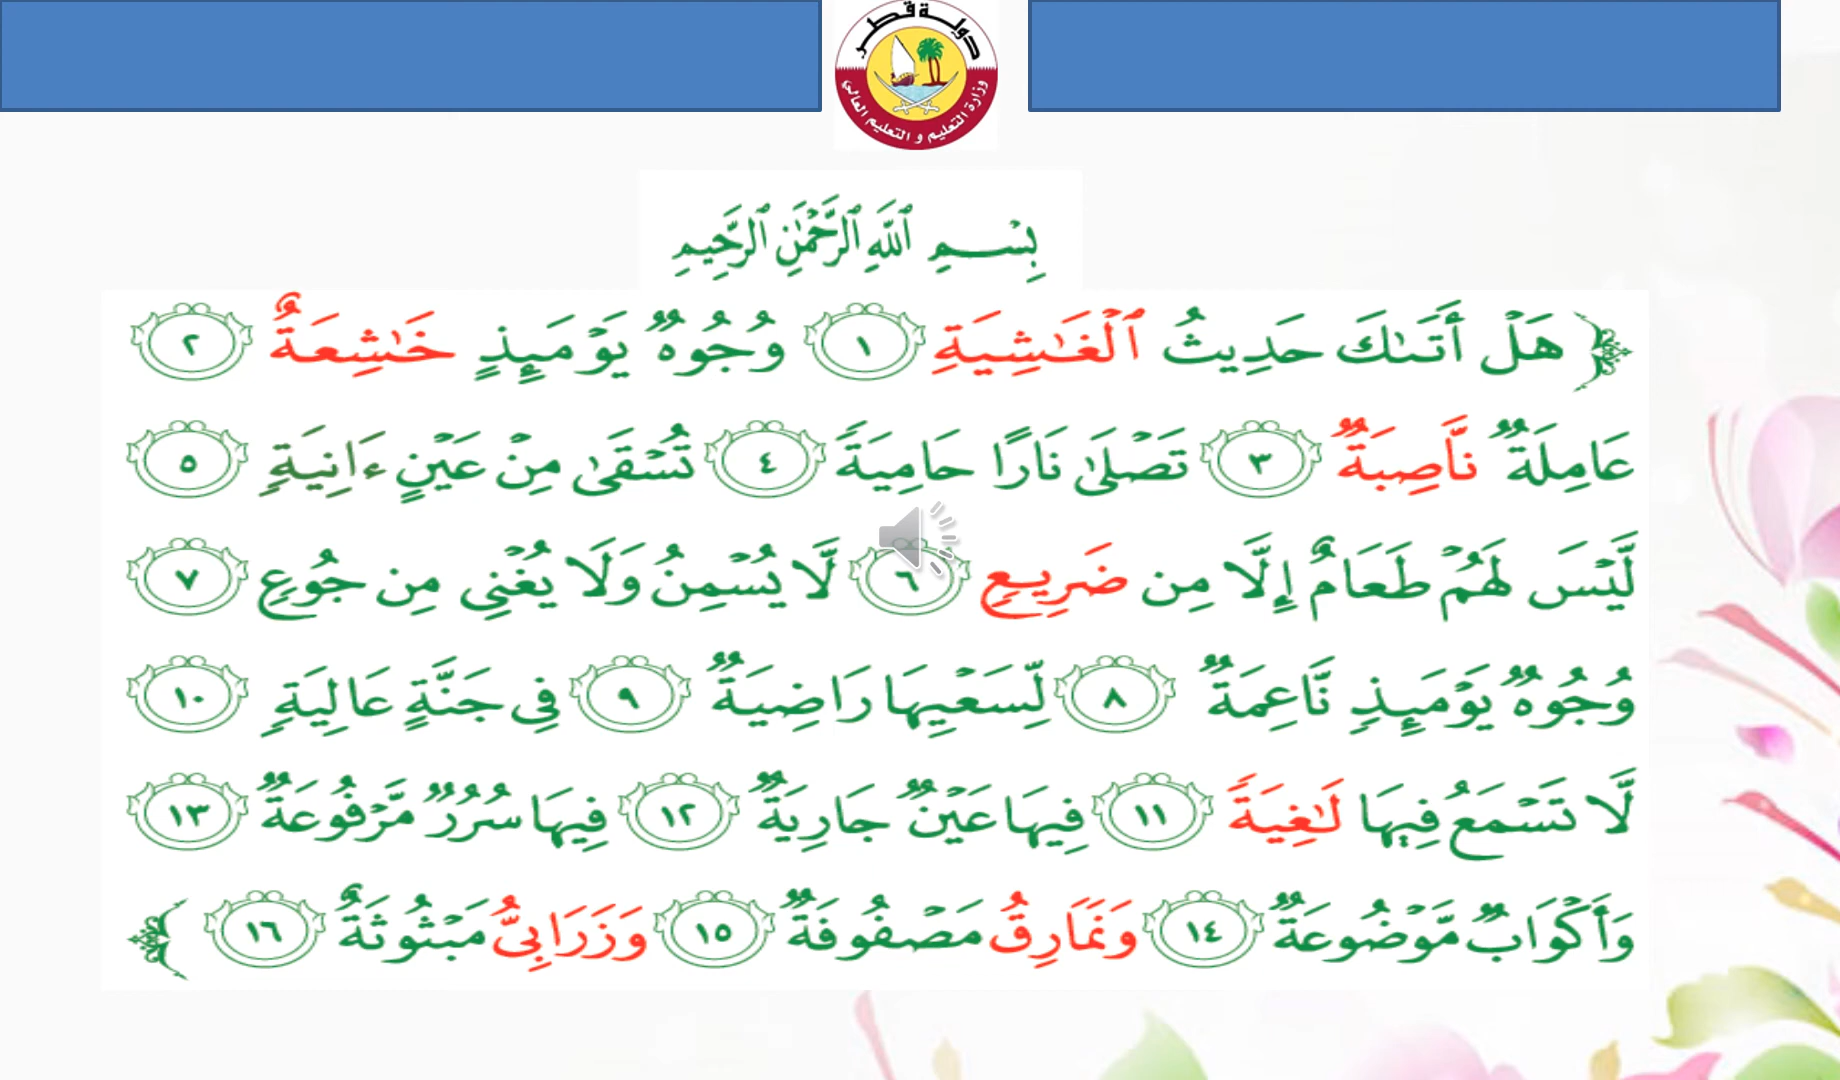 دولة قطر
وزارة التعليم و التعليم العالي
بِسْمِ ٱللَّهِ ٱلرَّحْمَٰنِ ٱلرَّحِيمِ
﴿ هَلْ أَتَىٰكَ حَدِيثُ ٱلْغَٰشِيَةِ ١ وُجُوهٌ يَوْمَئِذٍ خَٰشِعَةٌ ٢
عَامِلَةٌ نَّاصِبَةٌ ٣ تَصْلَىٰ نَارًا حَامِيَةً ٤ تُسْقَىٰ مِنْ عَيْنٍ ءَانِيَةٍ ٥
لَّيْسَ لَهُمْ طَعَامٌ إِلَّا مِن ضَرِيعٍ ٦ لَّا يُسْمِنُ وَلَا يُغْنِى مِن جُوعٍ ٧
وُجُوهٌ يَوْمَئِذٍ نَّاعِمَةٌ ٨ لِّسَعْيِهَا رَاضِيَةٌ ٩ فِى جَنَّةٍ عَالِيَةٍ ١٠
لَّا تَسْمَعُ فِيهَا لَٰغِيَةً ١١ فِيهَا عَيْنٌ جَارِيَةٌ ١٢ فِيهَا سُرُرٌ مَّرْفُوعَةٌ ١٣
وَأَكْوَابٌ مَّوْضُوعَةٌ ١٤ وَنَمَارِقُ مَصْفُوفَةٌ ١٥ وَزَرَابِىُّ مَبْثُوثَةٌ ١٦ ﴾